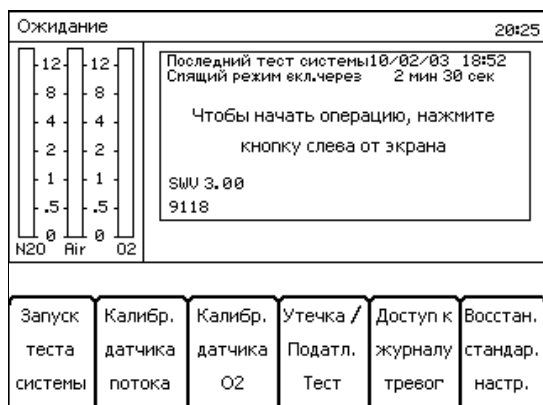 Ожидание 20:25
12 12
8 8
4 4
2 2
1 1
.5 .5
0 0
N2O Air O2
Последний тест системы10/02/03 18:52
Спящий режим вкл.через 2 мин 30 сек
Чтобы начать операцию, нажмите
кнопку слева от экрана
SWV 3.00
9118
Запуск
теста
системы
Калибр.
датчика
потока
Калибр.
датчика
O2
Утечка /
Податл.
Тест
Доступ к
журналу
тревог
Восстан.
стандар.
настр.